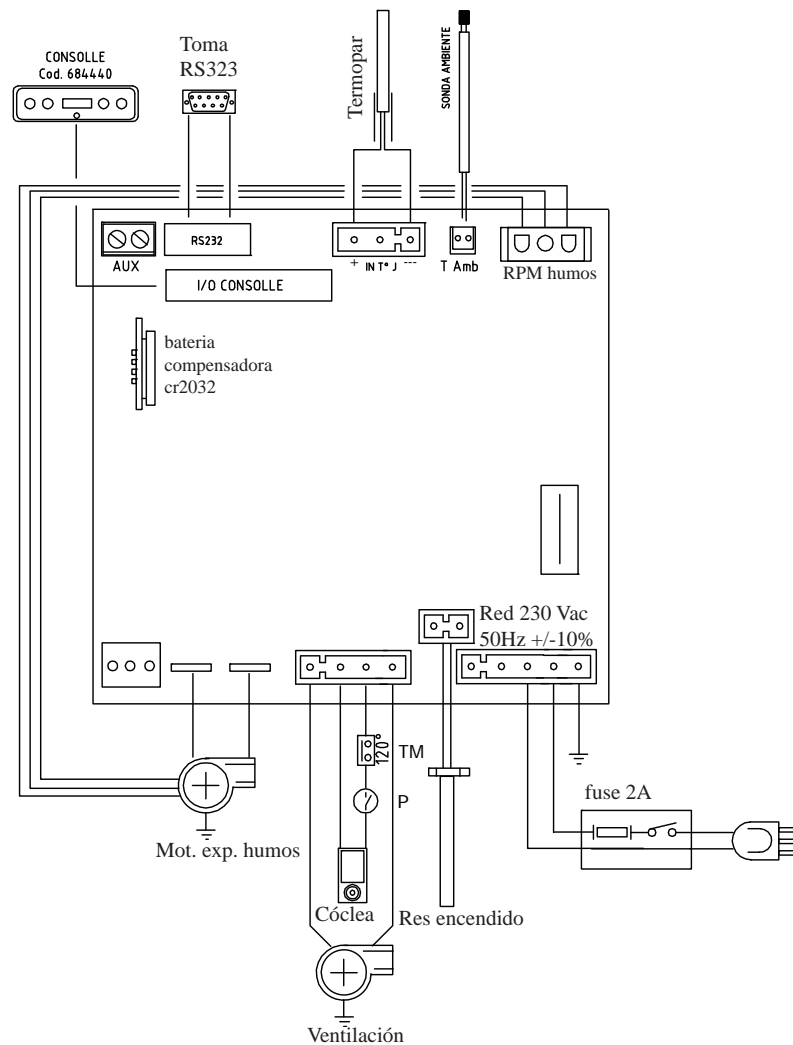 CONSOLLE
Cod. 684440
Toma
RS323
Termopar
SONDA AMBIENTE
AUX
RS232
+ IN T° J ---
T Amb
RPM humos
I/O CONSOLLE
bateria
compensadora
cr2032
Red 230 Vac
50Hz +/-10%
120°
TM
P
fuse 2A
Mot. exp. humos
Cóclea
Res encendido
Ventilación